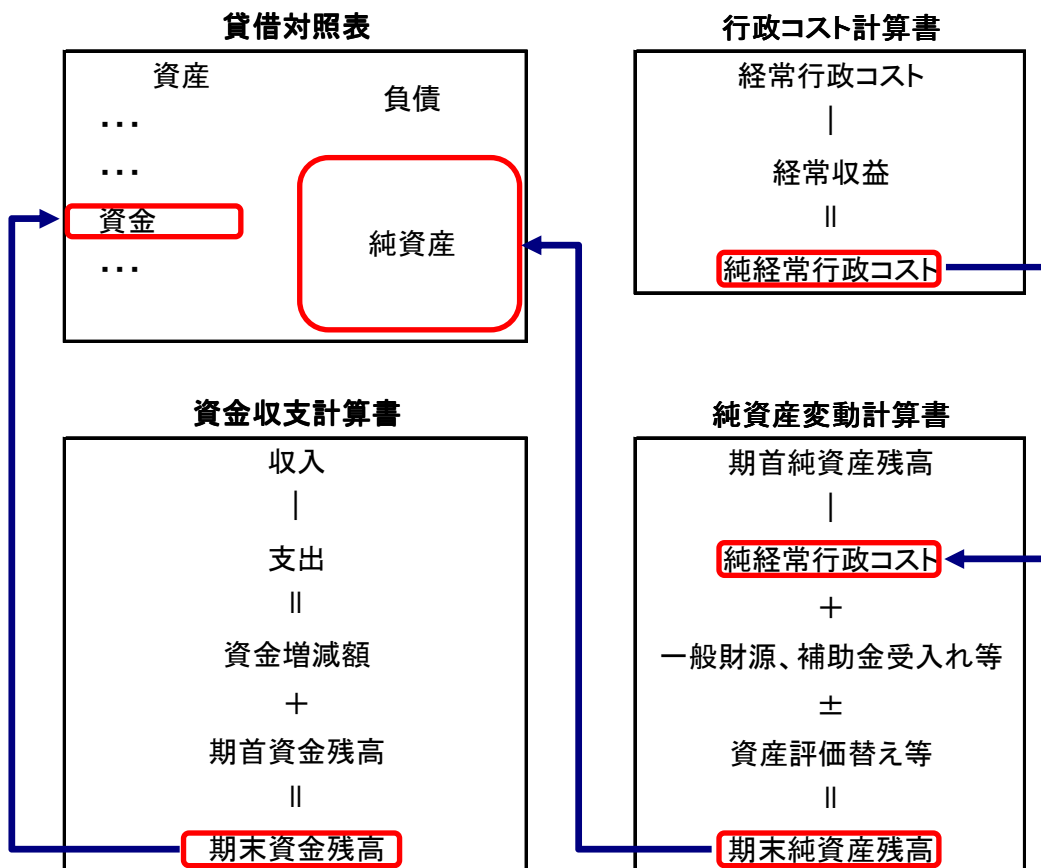 貸借対照表
資産
負債
・・・
・・・
資金
純資産
・・・
行政コスト計算書
経常行政コスト
|
経常収益
||
純経常行政コスト
資金収支計算書
収入
|
支出
||
資金増減額
＋
期首資金残高
||
期末資金残高
純資産変動計算書
期首純資産残高
|
純経常行政コスト
＋
一般財源、補助金受入れ等
±
資産評価替え等
||
期末純資産残高